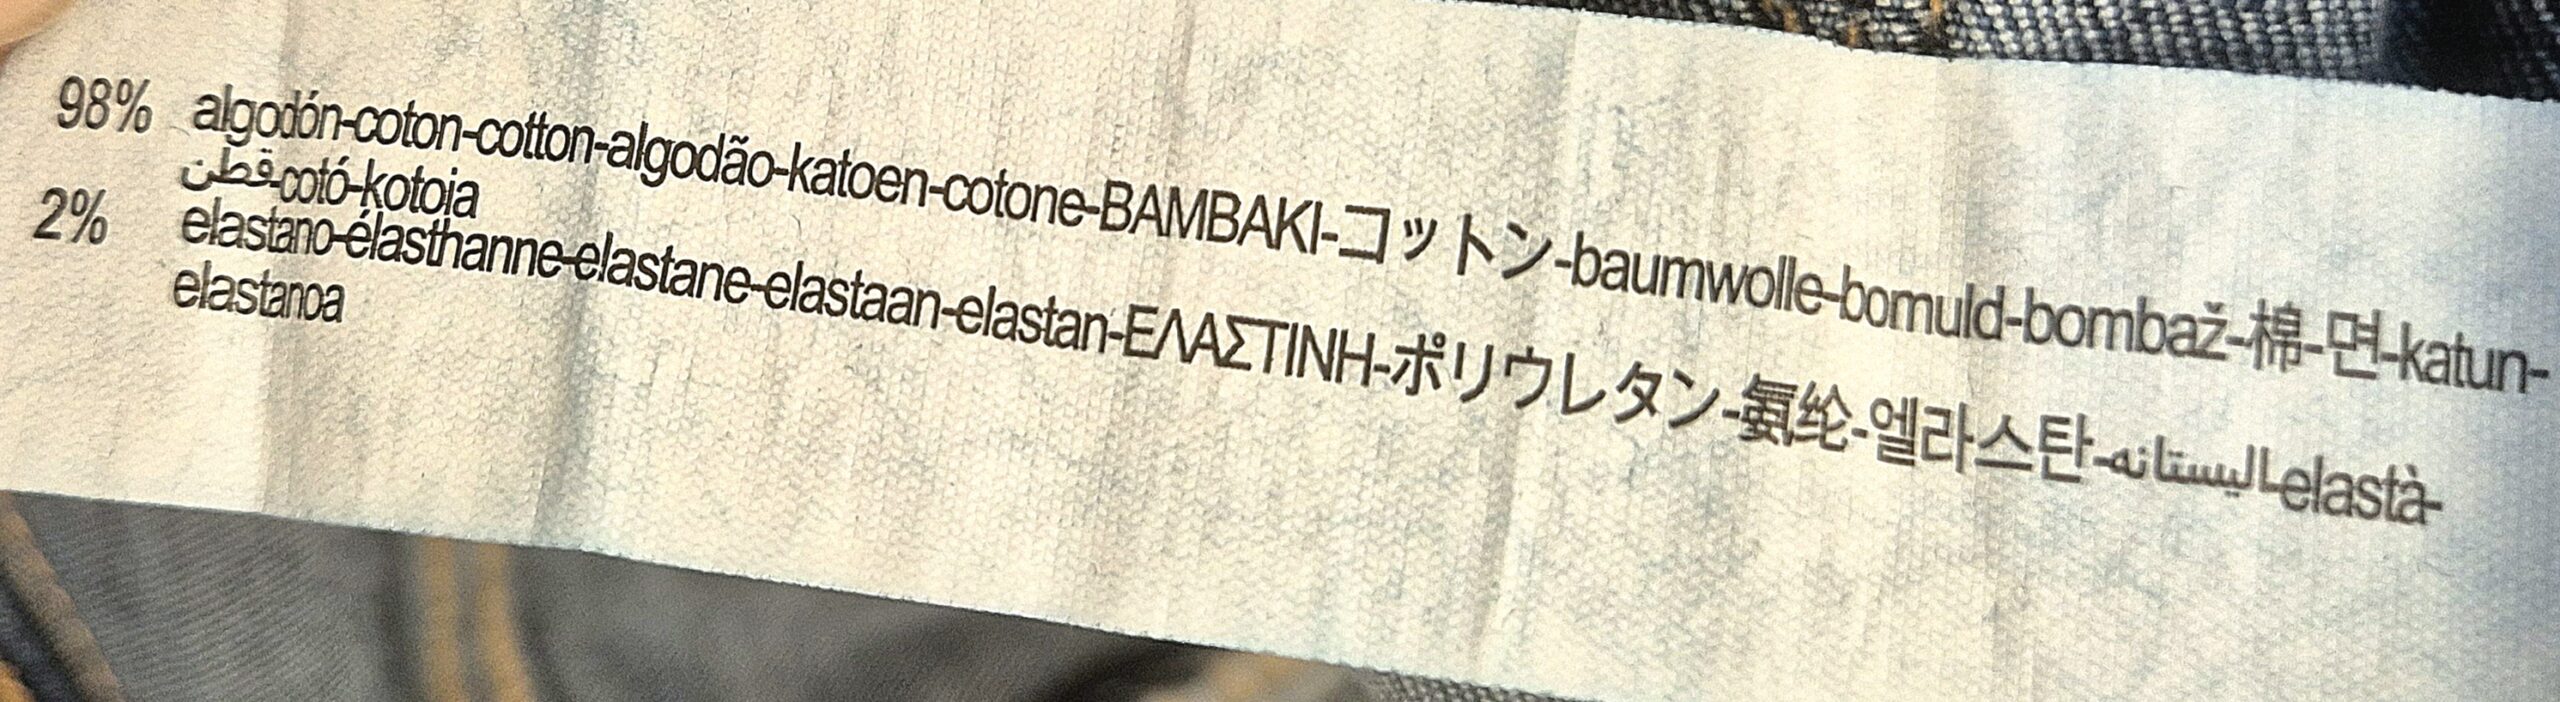 98% algodón-coton-cotton-algodão-katoen-cotone-BAMBAKI-コットン-baumwolle-bomuld-bombaž-棉-면-katun-
قطن-cotó-kotoia
2% elastano-élasthanne-elastane-elastaan-elastan-ΕΛΑΣΤΙΝΗ-ポリウレタン-氨纶-엘라스탄-اليستانه-elastà-
elastanoa